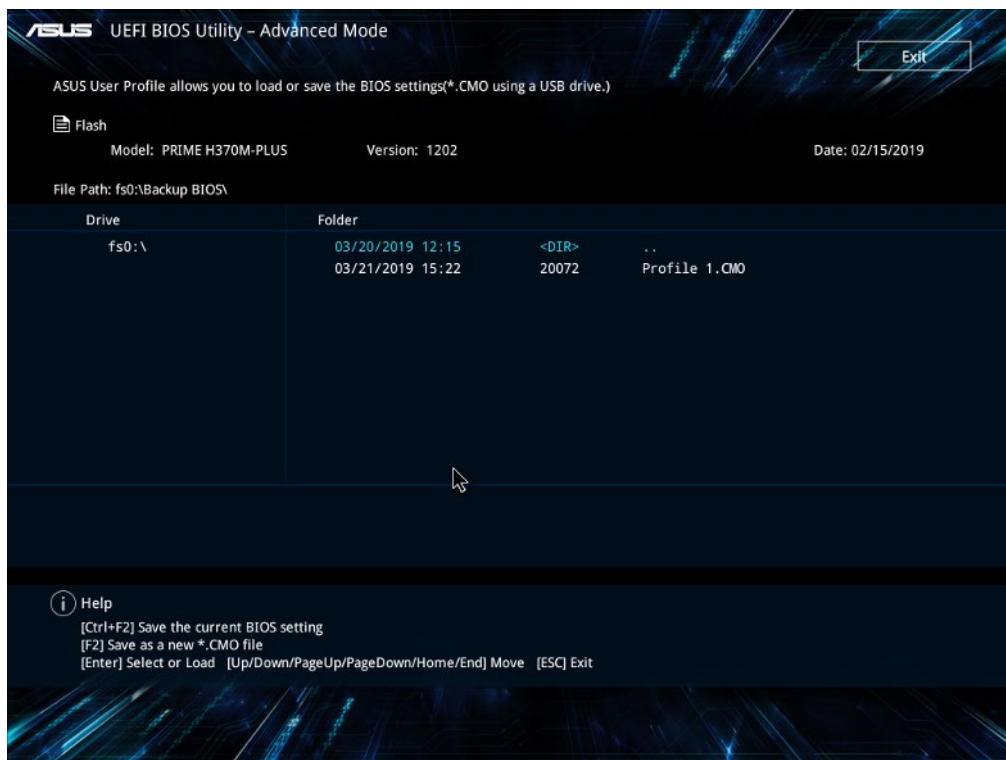 ASUS UEFI BIOS Utility – Advanced Mode
Exit
ASUS User Profile allows you to load or save the BIOS settings(*.CMO using a USB drive.)
Flash
Model: PRIME H370M-PLUS Version: 1202 Date: 02/15/2019
File Path: fs0:\Backup BIOS\
Drive Folder
fs0:\ 03/20/2019 12:15 <DIR> ..
03/21/2019 15:22 20072 Profile 1.CMO
i Help
[Ctrl+F2] Save the current BIOS setting
[F2] Save as a new *.CMO file
[Enter] Select or Load [Up/Down/PageUp/PageDown/Home/End] Move [ESC] Exit